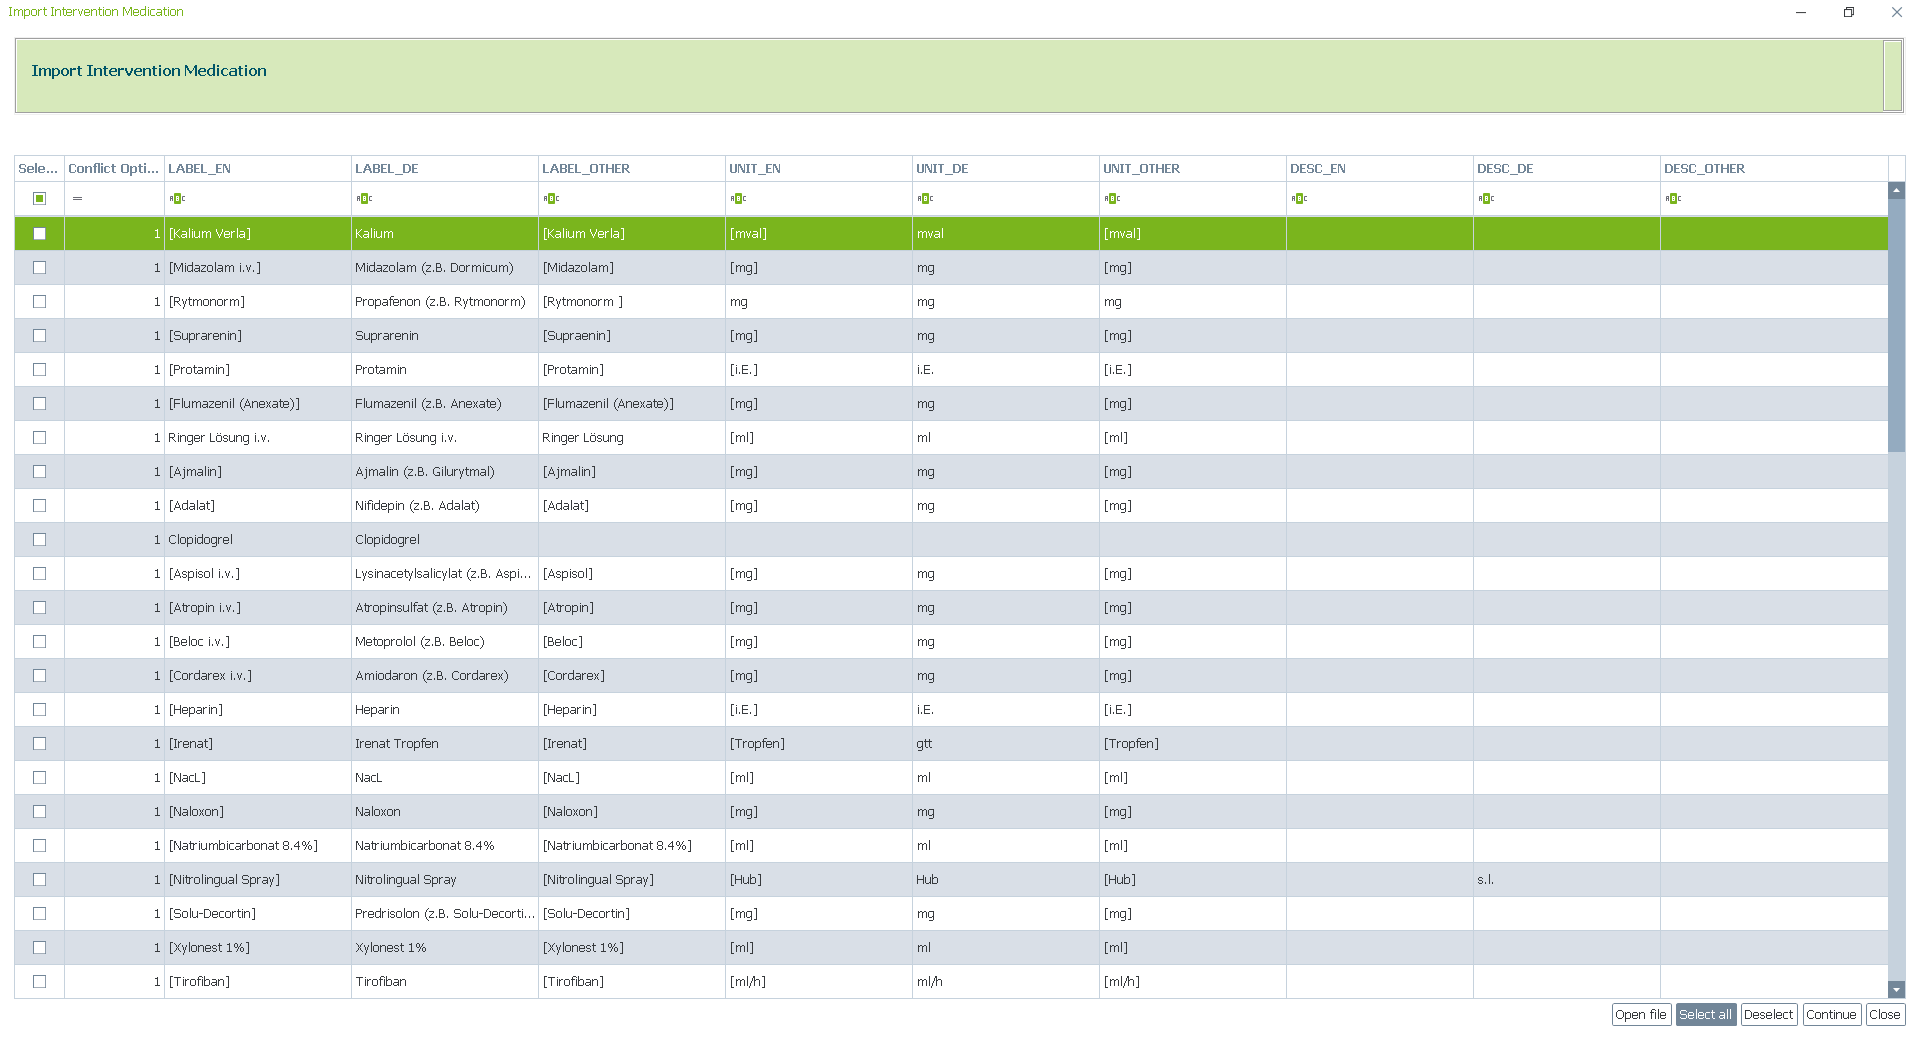 Import Intervention Medication
Import Intervention Medication
Sele... Conflict Opti... LABEL_EN LABEL_DE LABEL_OTHER UNIT_EN UNIT_DE UNIT_OTHER DESC_EN DESC_DE DESC_OTHER
= ABC ABC ABC ABC ABC ABC ABC ABC ABC
1 [Kalium Verla] Kalium [Kalium Verla] [mval] mval [mval]
1 [Midazolam i.v.] Midazolam (z.B. Dormicum) [Midazolam] [mg] mg [mg]
1 [Rytmonorm] Propafenon (z.B. Rytmonorm) [Rytmonorm ] mg mg mg
1 [Suprarenin] Suprarenin [Supraenin] [mg] mg [mg]
1 [Protamin] Protamin [Protamin] [i.E.] i.E. [i.E.]
1 [Flumazenil (Anexate)] Flumazenil (z.B. Anexate) [Flumazenil (Anexate)] [mg] mg [mg]
1 Ringer Lösung i.v. Ringer Lösung i.v. Ringer Lösung [ml] ml [ml]
1 [Ajmalin] Ajmalin (z.B. Gilurytmal) [Ajmalin] [mg] mg [mg]
1 [Adalat] Nifidepin (z.B. Adalat) [Adalat] [mg] mg [mg]
1 Clopidogrel Clopidogrel
1 [Aspisol i.v.] Lysinacetylsalicylat (z.B. Aspi... [Aspisol] [mg] mg [mg]
1 [Atropin i.v.] Atropinsulfat (z.B. Atropin) [Atropin] [mg] mg [mg]
1 [Beloc i.v.] Metoprolol (z.B. Beloc) [Beloc] [mg] mg [mg]
1 [Cordarex i.v.] Amiodaron (z.B. Cordarex) [Cordarex] [mg] mg [mg]
1 [Heparin] Heparin [Heparin] [i.E.] i.E. [i.E.]
1 [Irenat] Irenat Tropfen [Irenat] [Tropfen] gtt [Tropfen]
1 [NacL] NacL [NacL] [ml] ml [ml]
1 [Naloxon] Naloxon [Naloxon] [mg] mg [mg]
1 [Natriumbicarbonat 8.4%] Natriumbicarbonat 8.4% [Natriumbicarbonat 8.4%] [ml] ml [ml]
1 [Nitrolingual Spray] Nitrolingual Spray [Nitrolingual Spray] [Hub] Hub [Hub] s.l.
1 [Solu-Decortin] Predrisolon (z.B. Solu-Decorti... [Solu-Decortin] [mg] mg [mg]
1 [Xylonest 1%] Xylonest 1% [Xylonest 1%] [ml] ml [ml]
1 [Tirofiban] Tirofiban [Tirofiban] [ml/h] ml/h [ml/h]
Open file Select all Deselect Continue Close